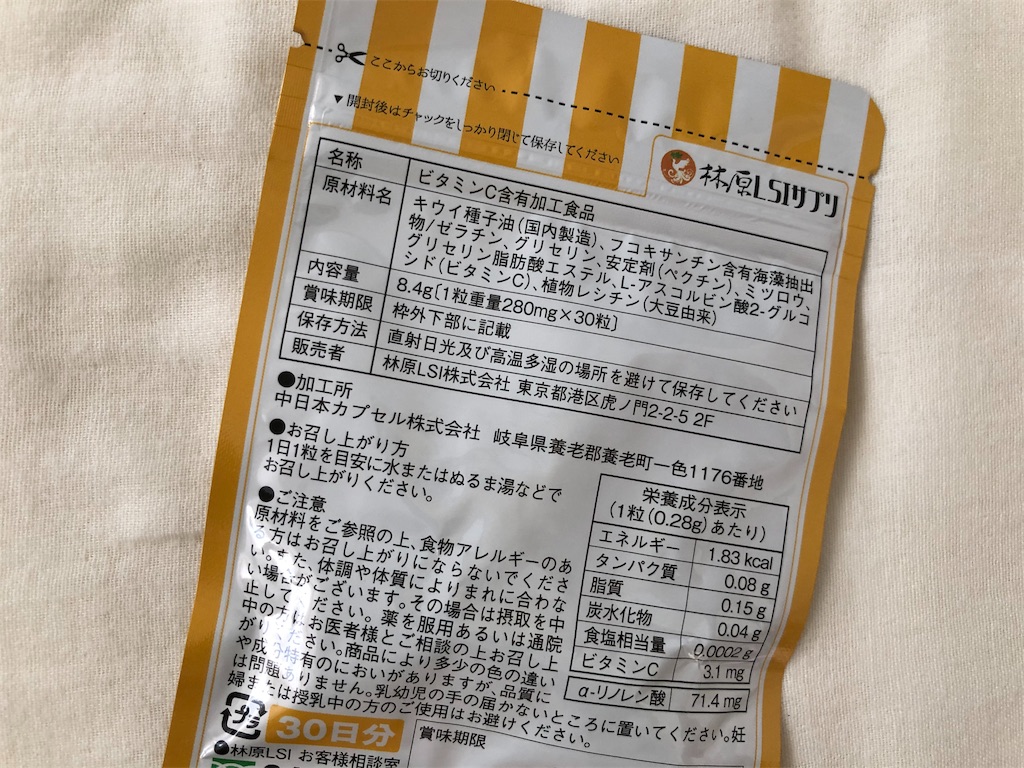 ここからお切りください
▼開封後はチャックをしっかり閉じて保存してください
林原LSIサプリ
名称 ビタミンC含有加工食品
原材料名 キウイ種子油(国内製造)、フコキサンチン含有海藻抽出
物/ゼラチン、グリセリン、安定剤(ペクチン)、ミツロウ、
グリセリン脂肪酸エステル、L-アスコルビン酸2-グルコ
シド(ビタミンC)、植物レシチン(大豆由来)
内容量 8.4g[1粒重量280mg×30粒]
賞味期限 枠外下部に記載
保存方法 直射日光及び高温多湿の場所を避けて保存してください
販売者 林原LSI株式会社 東京都港区虎ノ門2-2-5 2F
●加工所
中日本カプセル株式会社 岐阜県養老郡養老町一色1176番地
●お召し上がり方
1日1粒を目安に水またはぬるま湯などで
お召し上がりください。
●ご注意
原材料をご参照の上、食物アレルギーのあ
る方はお召し上がりにならないでくださ
い。また、体調や体質によりまれに合わな
い場合がございます。その場合は摂取を中
止してください。薬を服用あるいは通院
中の方はお医者様とご相談の上お召し上
がりください。商品により多少の色の違い
や成分特有のにおいがありますが、品質に
は問題ありません。乳幼児の手の届かないところに置いてください。妊
婦または授乳中の方のご使用はお避けください。
栄養成分表示
(1粒(0.28g)あたり)
エネルギー 1.83 kcal
タンパク質 0.08 g
脂質 0.15 g
炭水化物 0.04 g
食塩相当量 0.0002 g
ビタミンC 3.1 mg
α-リノレン酸 71.4 mg
プラ
30日分
賞味期限
●林原LSI お客様相談室